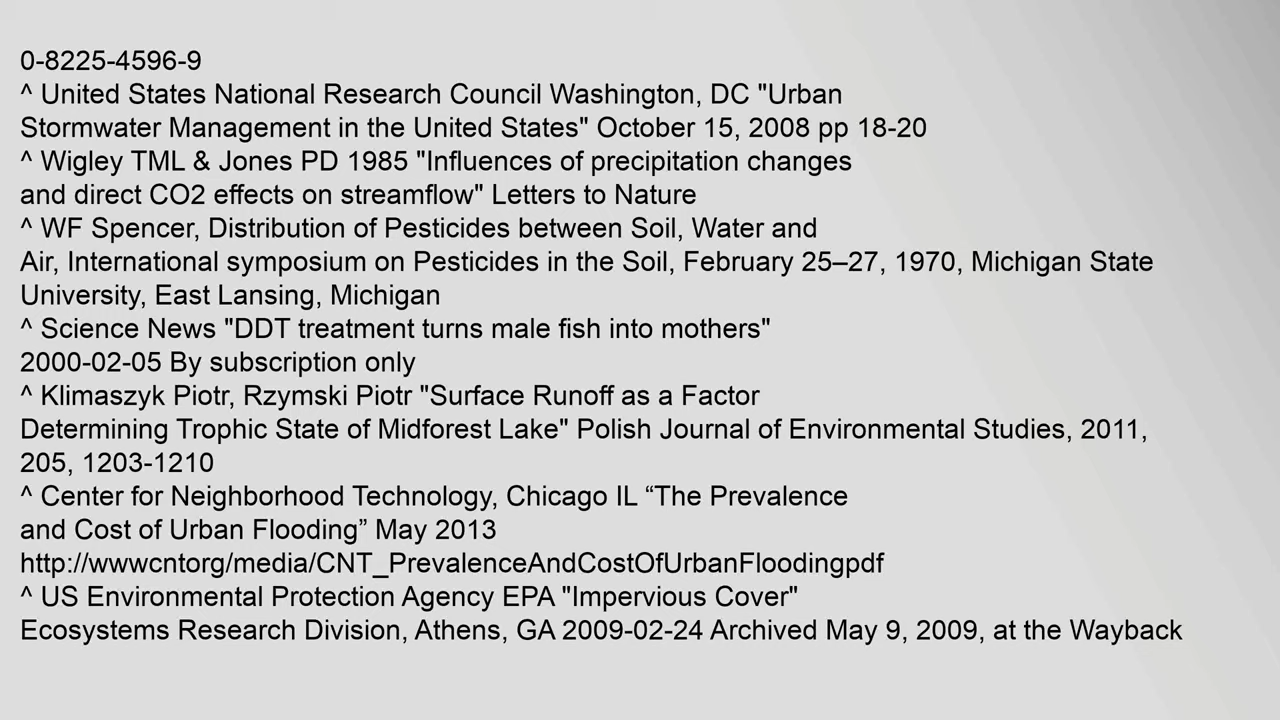 0-8225-4596-9
^ United States National Research Council Washington, DC "Urban
Stormwater Management in the United States" October 15, 2008 pp 18-20
^ Wigley TML & Jones PD 1985 "Influences of precipitation changes
and direct CO2 effects on streamflow" Letters to Nature
^ WF Spencer, Distribution of Pesticides between Soil, Water and
Air, International symposium on Pesticides in the Soil, February 25–27, 1970, Michigan State
University, East Lansing, Michigan
^ Science News "DDT treatment turns male fish into mothers"
2000-02-05 By subscription only
^ Klimaszyk Piotr, Rzymski Piotr "Surface Runoff as a Factor
Determining Trophic State of Midforest Lake" Polish Journal of Environmental Studies, 2011,
205, 1203-1210
^ Center for Neighborhood Technology, Chicago IL “The Prevalence
and Cost of Urban Flooding” May 2013
http://wwwcntorg/media/CNT_PrevalenceAndCostOfUrbanFloodingpdf
^ US Environmental Protection Agency EPA "Impervious Cover"
Ecosystems Research Division, Athens, GA 2009-02-24 Archived May 9, 2009, at the Wayback